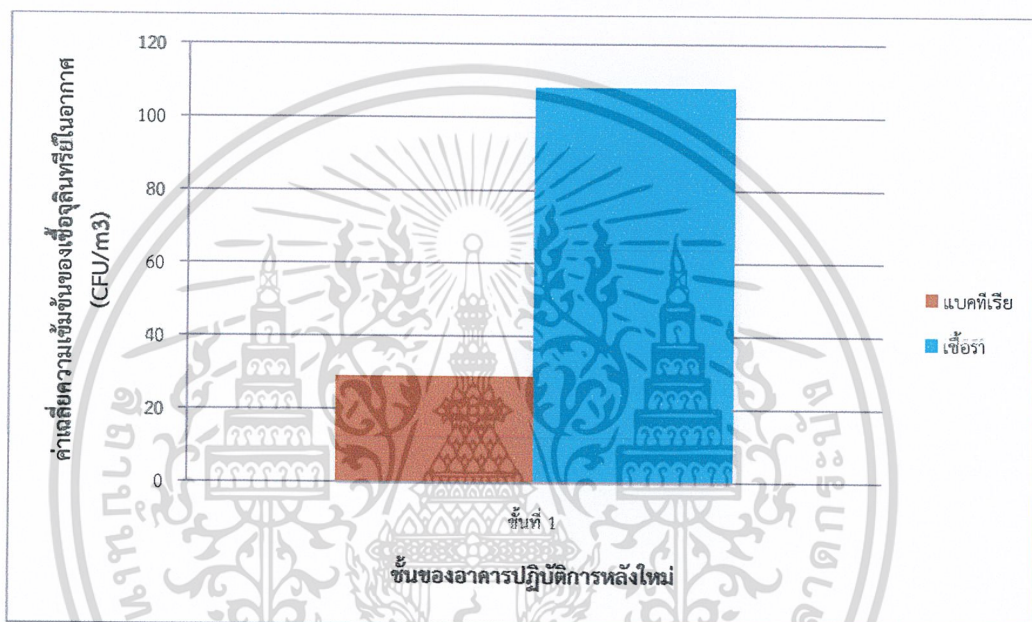 120
100
80
60
40
20
0
ค่าเฉลี่ยความเข้มข้นของเชื้อจุลินทรีย์ในอากาศ
(CFU/m3)
แบคทีเรีย
เชื้อรา
ชั้นที่ 1
ชั้นของอาคารปฏิบัติการหลังใหม่